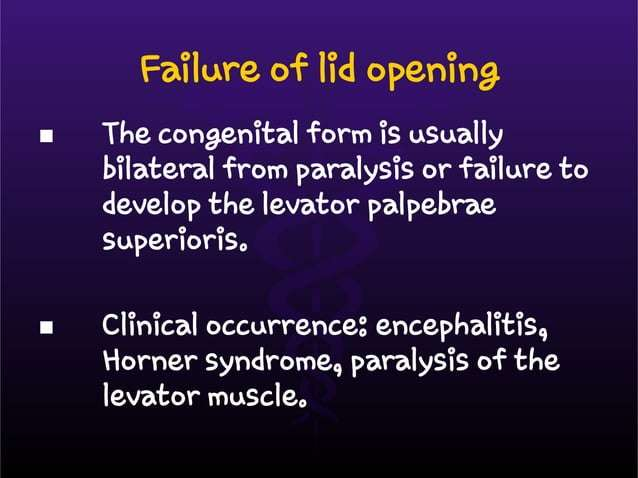 Failure of lid opening
■ The congenital form is usually
bilateral from paralysis or failure to
develop the levator palpebrae
superioris.
■ Clinical occurrence: encephalitis,
Horner syndrome, paralysis of the
levator muscle.